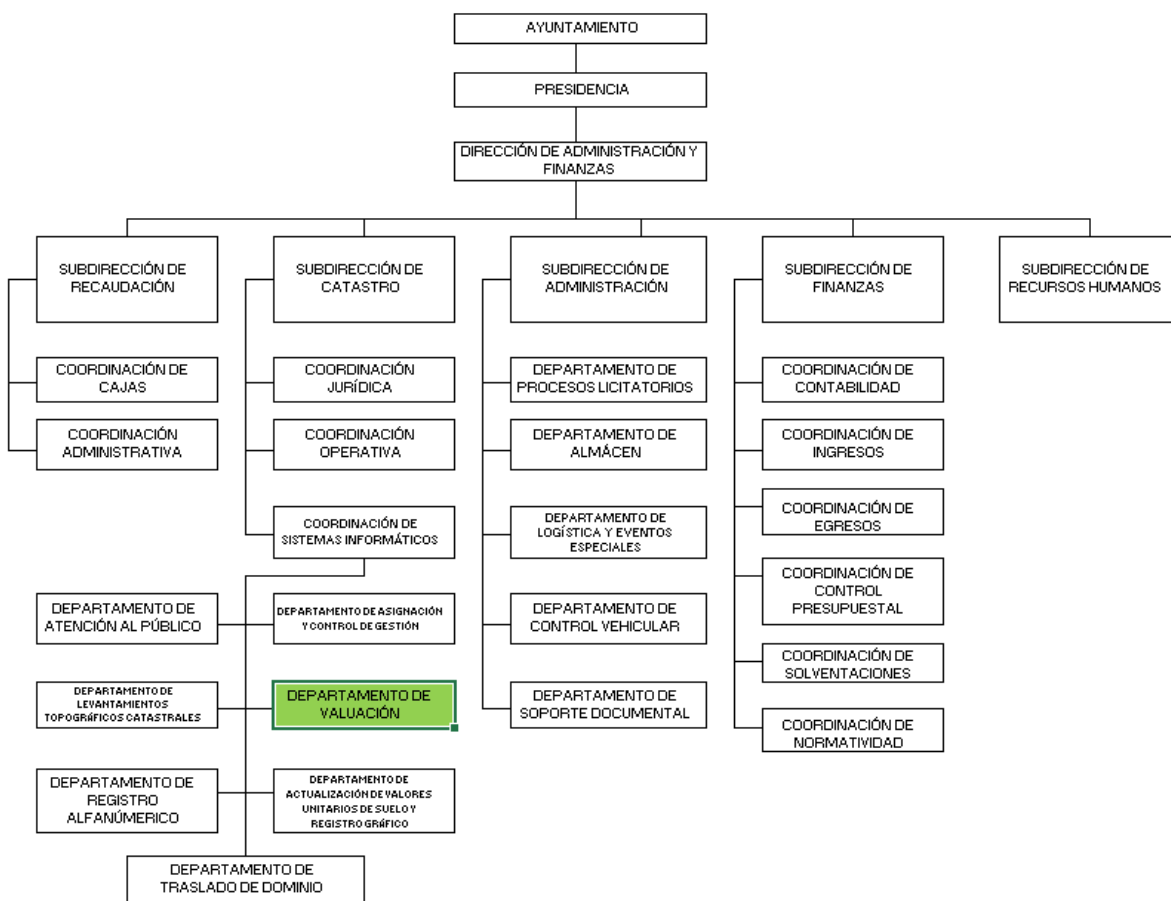 AYUNTAMIENTO
PRESIDENCIA
DIRECCIÓN DE ADMINISTRACIÓN Y
FINANZAS
SUBDIRECCIÓN DE
RECAUDACIÓN
SUBDIRECCIÓN DE
CATASTRO
SUBDIRECCIÓN DE
ADMINISTRACIÓN
SUBDIRECCIÓN DE
FINANZAS
SUBDIRECCIÓN DE
RECURSOS HUMANOS
COORDINACIÓN DE
CAJAS
COORDINACIÓN
JURÍDICA
DEPARTAMENTO DE
PROCESOS LICITATORIOS
COORDINACIÓN DE
CONTABILIDAD
COORDINACIÓN
ADMINISTRATIVA
COORDINACIÓN
OPERATIVA
DEPARTAMENTO DE
ALMÁCEN
COORDINACIÓN DE
INGRESOS
COORDINACIÓN DE
SISTEMAS INFORMÁTICOS
DEPARTAMENTO DE
LOGÍSTICA Y EVENTOS
ESPECIALES
COORDINACIÓN DE
EGRESOS
DEPARTAMENTO DE
ATENCIÓN AL PÚBLICO
DEPARTAMENTO DE ASIGNACIÓN
Y CONTROL DE GESTIÓN
DEPARTAMENTO DE
CONTROL VEHICULAR
COORDINACIÓN DE
CONTROL
PRESUPUESTAL
DEPARTAMENTO DE
LEVANTAMIENTOS
TOPOGRÁFICOS CATASTRALES
DEPARTAMENTO DE
VALUACIÓN
DEPARTAMENTO DE
SOPORTE DOCUMENTAL
COORDINACIÓN DE
SOLVENTACIONES
COORDINACIÓN DE
NORMATIVIDAD
DEPARTAMENTO DE
REGISTRO
ALFANÚMERICO
DEPARTAMENTO DE
ACTUALIZACIÓN DE VALORES
UNITARIOS DE SUELO Y
REGISTRO GRÁFICO
DEPARTAMENTO DE
TRASLADO DE DOMINIO